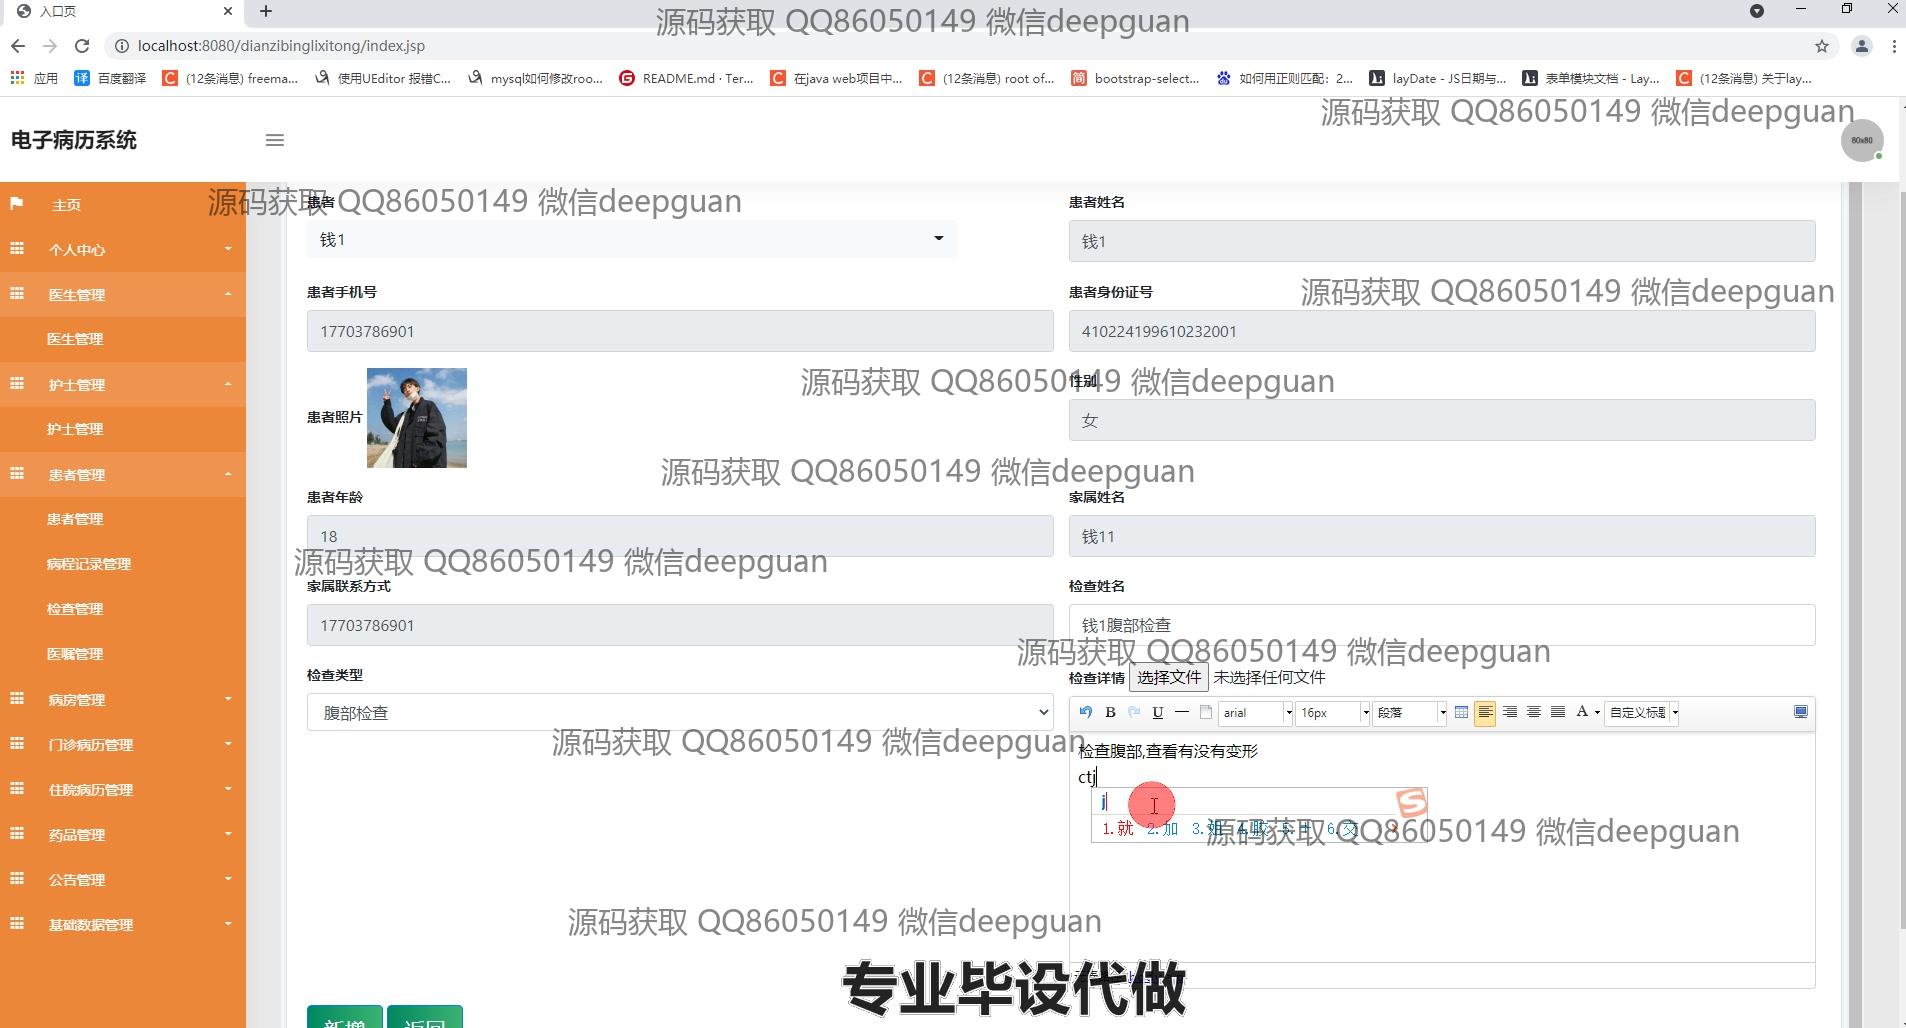 入口页
源码获取 QQ86050149 微信deepguan
localhost:8080/dianzibinglixitong/index.jsp
应用
百度翻译
(12条消息) freema...
使用UEditor 报错C...
mysql如何修改roo...
README.md · Ter...
在java web项目中...
(12条消息) root of...
bootstrap-select...
如何用正则匹配：2...
layDate - JS日期与...
表单模块文档 - Lay...
(12条消息) 关于lay...
源码获取 QQ86050149 微信deepguan
电子病历系统
80x80
主页
源码获取 QQ86050149 微信deepguan
患者
患者姓名
个人中心
钱1
钱1
医生管理
患者手机号
患者身份证号
源码获取 QQ86050149 微信deepguan
医生管理
17703786901
410224199610232001
护士管理
源码获取 QQ86050149 微信deepguan
性别
护士管理
患者照片
女
患者管理
源码获取 QQ86050149 微信deepguan
患者年龄
家属姓名
患者管理
18
钱11
病程记录管理
源码获取 QQ86050149 微信deepguan
家属联系方式
检查姓名
检查管理
17703786901
钱1腹部检查
医嘱管理
源码获取 QQ86050149 微信deepguan
检查类型
检查详情
选择文件 未选择任何文件
病房管理
腹部检查
B U arial 16px 段落 A 自定义标题
门诊病历管理
源码获取 QQ86050149 微信deepguan
检查腹部,查看有没有变形
ctj
住院病历管理
j
药品管理
1.就 2.加 3.姐 4.胶 6.交
源码获取 QQ86050149 微信deepguan
公告管理
基础数据管理
源码获取 QQ86050149 微信deepguan
专业毕设代做
新增
返回